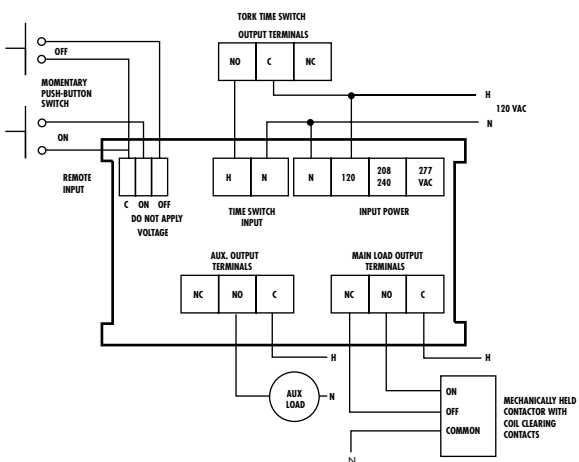 TORK TIME SWITCH
OUTPUT TERMINALS
NO C NC
OFF
MOMENTARY
PUSH-BUTTON
SWITCH
ON
H
120 VAC
N
REMOTE
INPUT
C ON OFF
DO NOT APPLY
VOLTAGE
H N
TIME SWITCH
INPUT
N 120 208 277
240 VAC
INPUT POWER
AUX. OUTPUT
TERMINALS
NC NO C
MAIN LOAD OUTPUT
TERMINALS
NC NO C
H
H
AUX
LOAD
N
ON
OFF
COMMON
MECHANICALLY HELD
CONTACTOR WITH
COIL CLEARING
CONTACTS
N